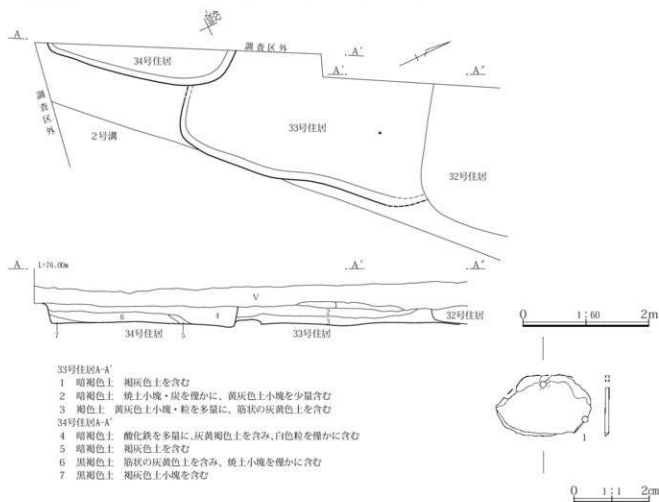 A
調査区外
A'
A'
A"
34号住居
調査区外
33号住居
2号溝
32号住居
A
L=76.00m
A'
A"
V
1
2
3
4
6
5
7
34号住居
33号住居
32号住居
0 1:60 2m
33号住居A-A'
1 暗褐色土 褐灰色土を含む
2 暗褐色土 焼土小塊・炭を僅かに、黄灰色土小塊を少量含む
3 褐色土 黄灰色土小塊・粒を多量に、筋状の灰黄色土を含む
34号住居A-A'
4 暗褐色土 酸化鉄を多量に、灰黄褐色土を含み、白色粒を僅かに含む
5 暗褐色土 褐灰色土を含む
6 黒褐色土 筋状の灰黄色土を含み、焼土小塊を僅かに含む
7 黒褐色土 褐灰色土小塊を含む
1
0 1:1 2cm